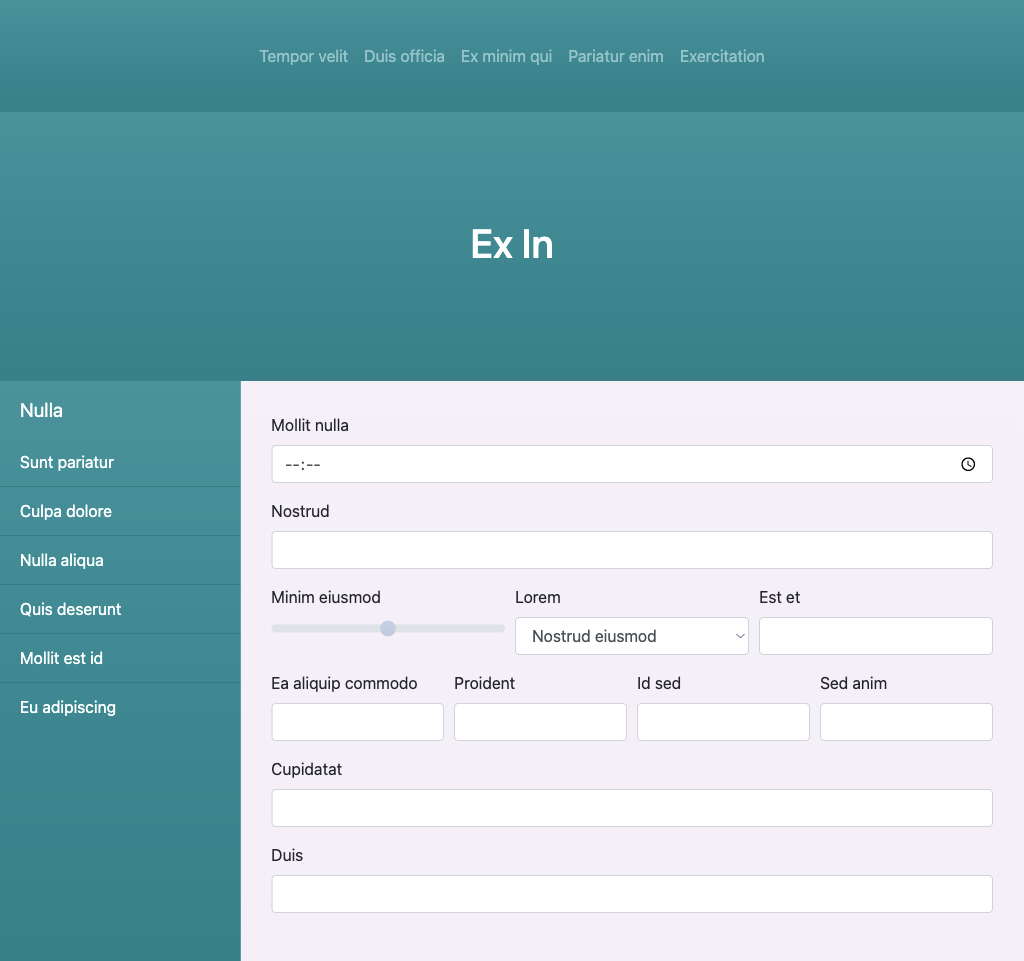 Tempor velit Duis officia Ex minim qui Pariatur enim Exercitation
Ex In
Nulla
Sunt pariatur
Culpa dolore
Nulla aliqua
Quis deserunt
Mollit est id
Eu adipiscing
Mollit nulla
--:--
Nostrud
Minim eiusmod Lorem Est et
Nostrud eiusmod
Ea aliquip commodo Proident Id sed Sed anim
Cupidatat
Duis